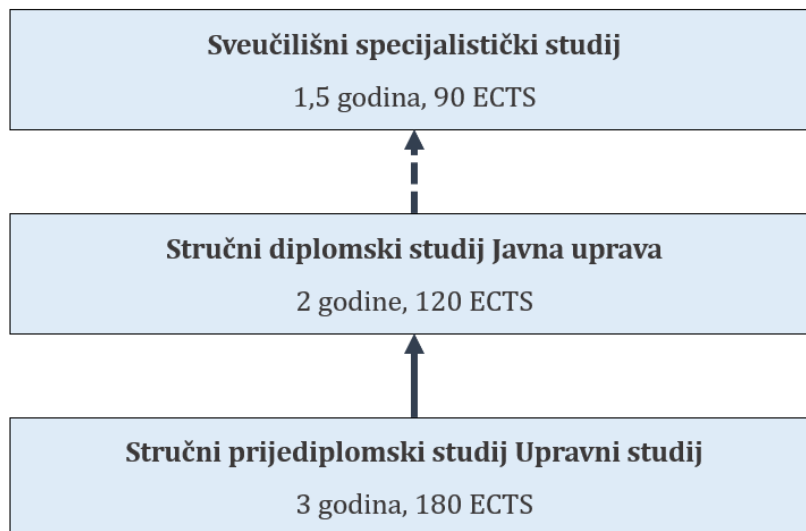 Sveučilišni specijalistički studij
1,5 godina, 90 ECTS
Stručni diplomski studij Javna uprava
2 godine, 120 ECTS
Stručni prijediplomski studij Upravni studij
3 godina, 180 ECTS